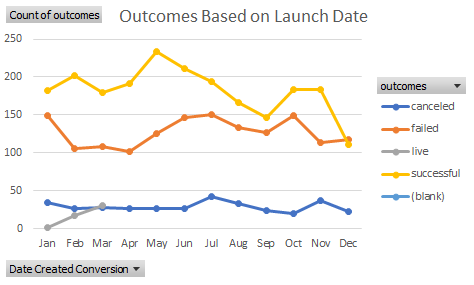 Count of outcomes
Outcomes Based on Launch Date
250
200
150
100
50
0
Jan Feb Mar Apr May Jun Jul Aug Sep Oct Nov Dec
outcomes
canceled
failed
live
successful
(blank)
Date Created Conversion